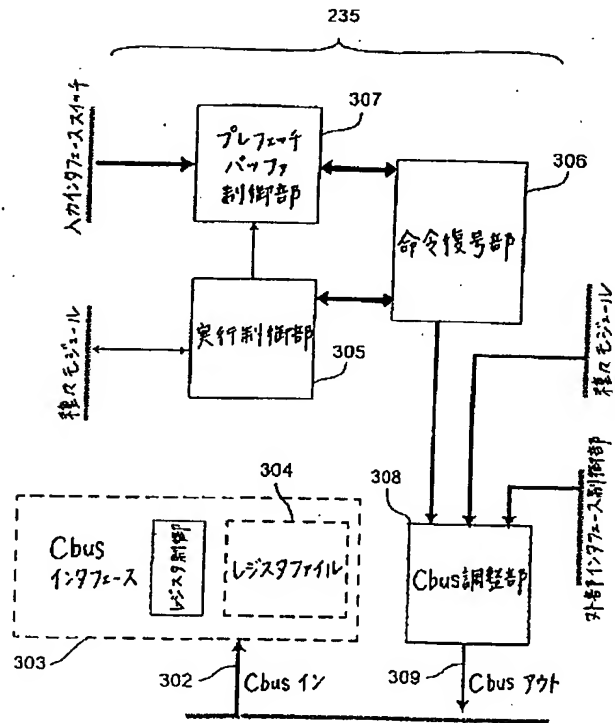 235
307
プレフェッチ
バッファ
制御部
入力インタフェーススイッチ
306
命令復号部
実行制御部
305
種々モジュール
種々モジュール
304
308
Cbus
インタフェース
レジスタ制御
レジスタファイル
Cbus調整部
外部インタフェース制御部
303
302
Cbus イン
309
Cbus アウト